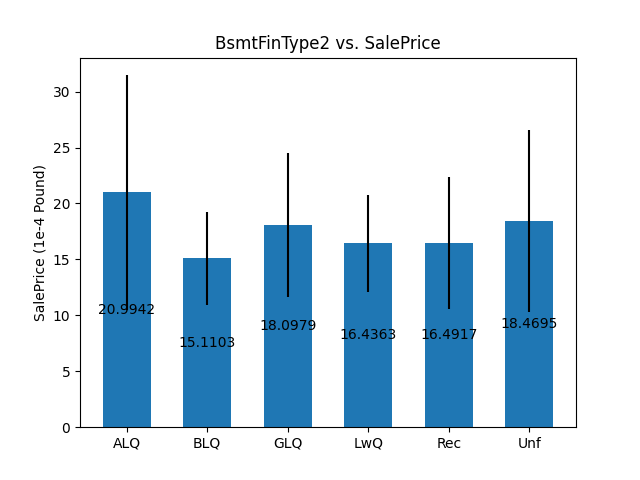 BsmtFinType2 vs. SalePrice
SalePrice (1e-4 Pound)
30
25
20
15
10
5
0
20.9942
15.1103
18.0979
16.4363
16.4917
18.4695
ALQ
BLQ
GLQ
LwQ
Rec
Unf